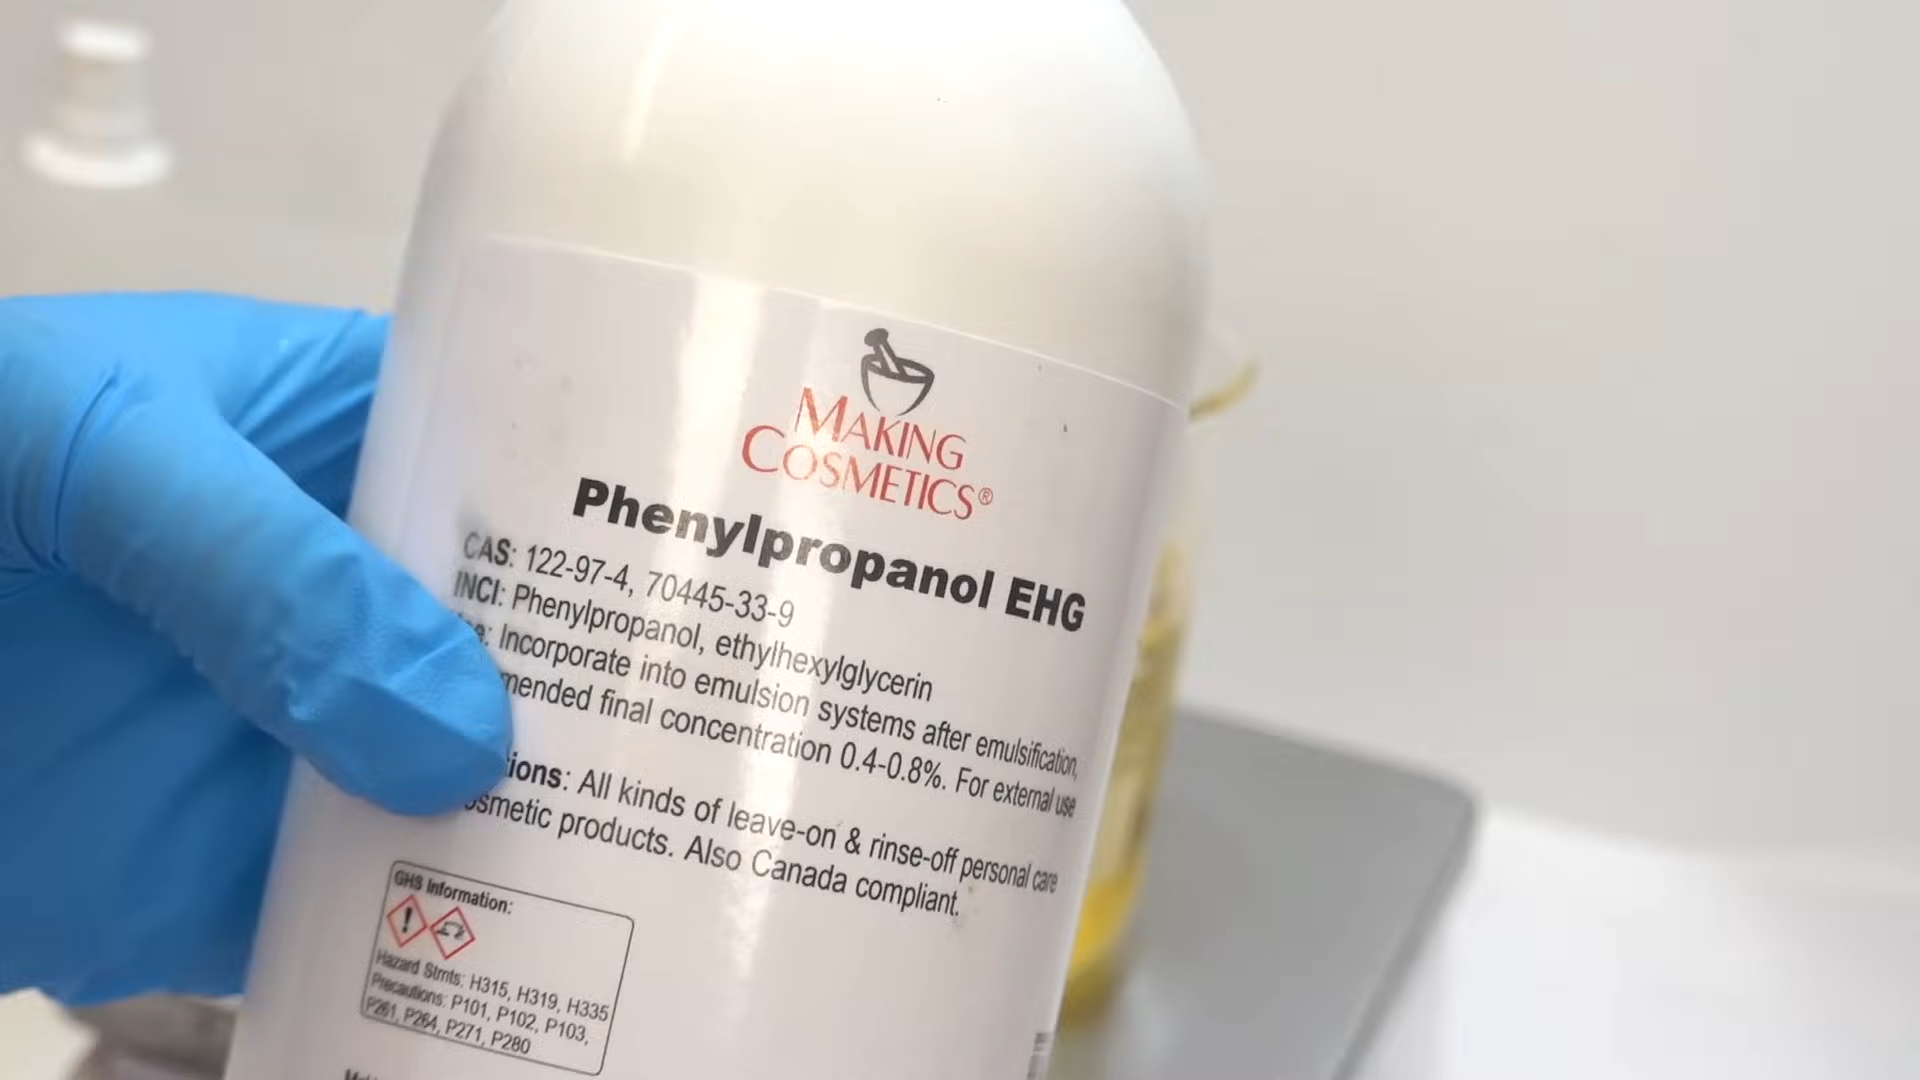 MAKING
COSMETICS®
Phenylpropanol EHG
CAS: 122-97-4, 70445-33-9
INCI: Phenylpropanol, ethylhexylglycerin
e: Incorporate into emulsion systems after emulsification,
mended final concentration 0.4-0.8%. For external use
ions: All kinds of leave-on & rinse-off personal care
osmetic products. Also Canada compliant.
GHS Information:
Hazard Stmts: H315, H319, H335
Precautions: P101, P102, P103,
P261, P264, P271, P280